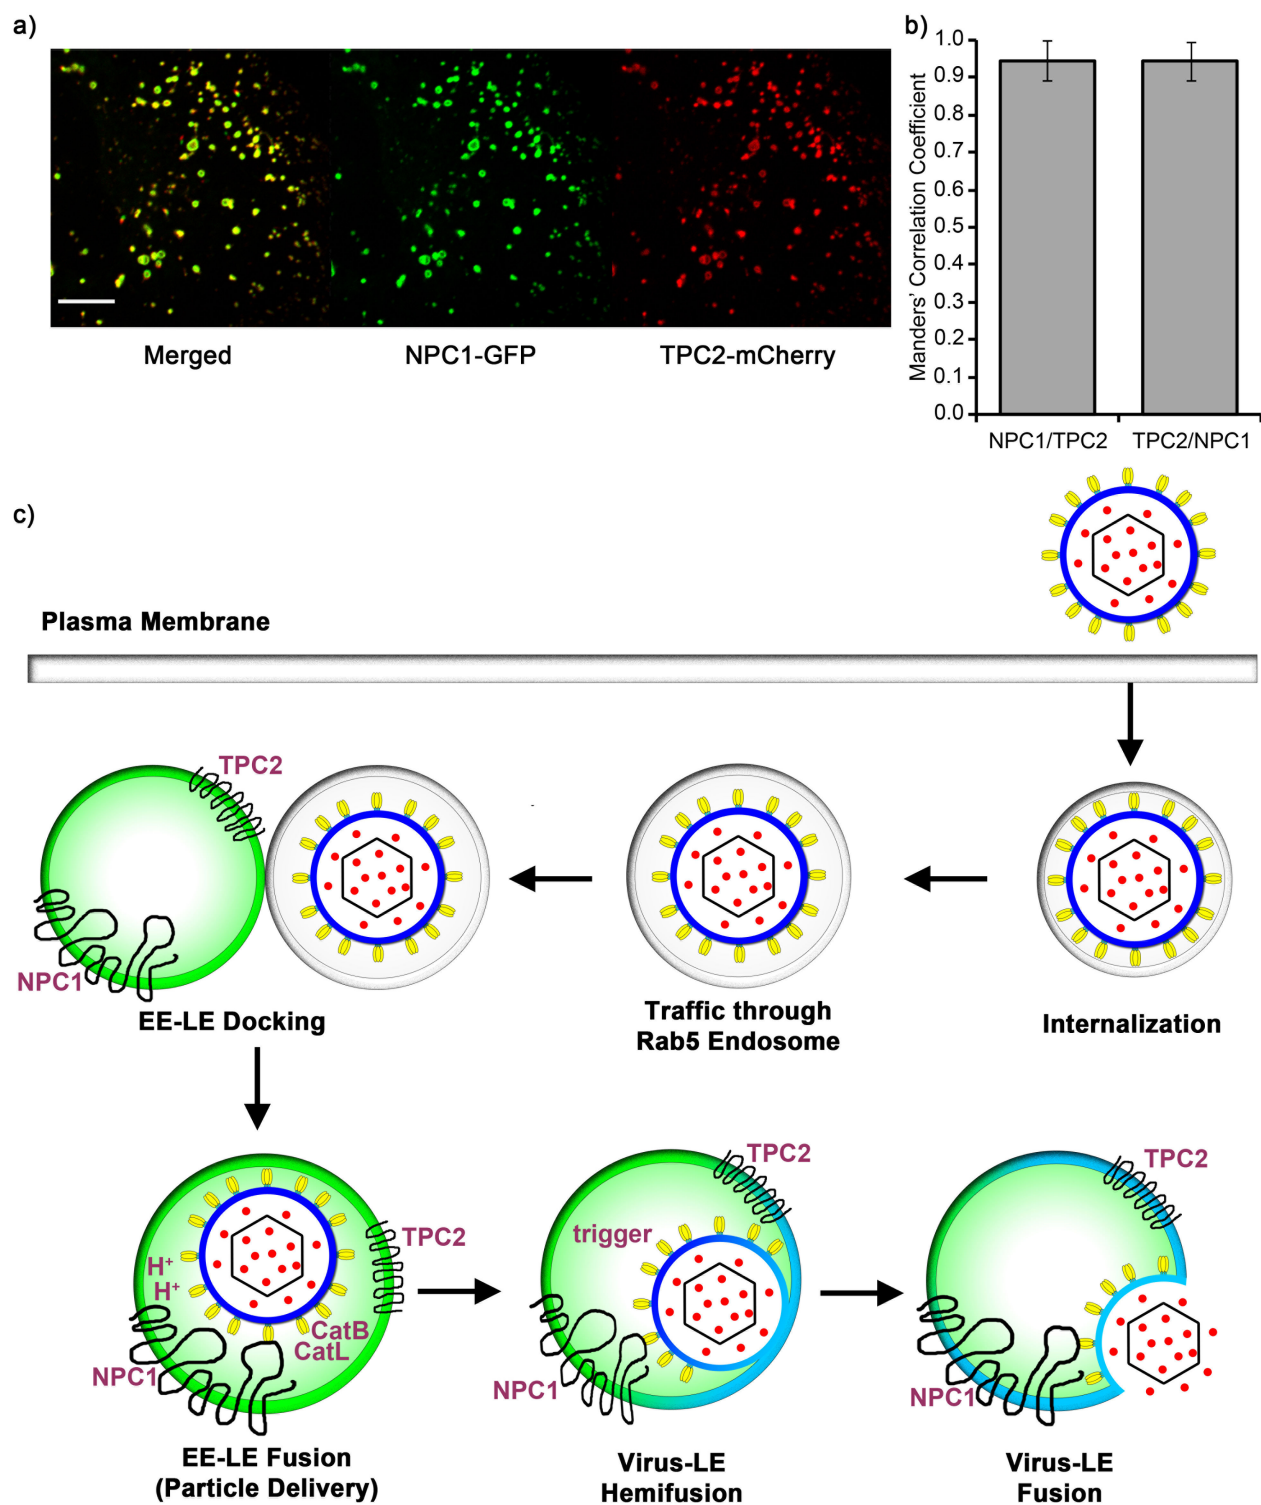 a)
Merged
NPC1-GFP
TPC2-mCherry
b)
Manders' Correlation Coefficient
1.0
0.9
0.8
0.7
0.6
0.5
0.4
0.3
0.2
0.1
0.0
NPC1/TPC2
TPC2/NPC1
c)
Plasma Membrane
TPC2
NPC1
EE-LE Docking
Traffic through
Rab5 Endosome
Internalization
H+
H+
TPC2
CatB
CatL
NPC1
EE-LE Fusion
(Particle Delivery)
TPC2
trigger
NPC1
Virus-LE
Hemifusion
TPC2
NPC1
Virus-LE
Fusion